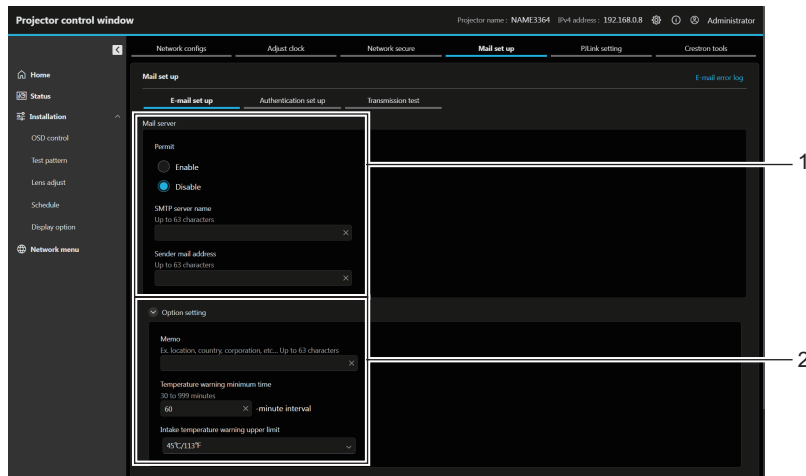 Projector control window
Projector name : NAME3364 IPv4 address : 192.168.0.8 Administrator
Network configs Adjust clock Network secure Mail set up PJLink setting Crestron tools
Home
Status
Installation
OSD control
Test pattern
Lens adjust
Schedule
Display option
Network menu
Mail set up E-mail error log
E-mail set up Authentication set up Transmission test
Mail server
Permit
Enable
Disable
SMTP server name
Up to 63 characters
Sender mail address
Up to 63 characters
1
Option setting
Memo
Ex. location, country, corporation, etc... Up to 63 characters
Temperature warning minimum time
30 to 999 minutes
60 -minute interval
Intake temperature warning upper limit
45℃/113℉
2